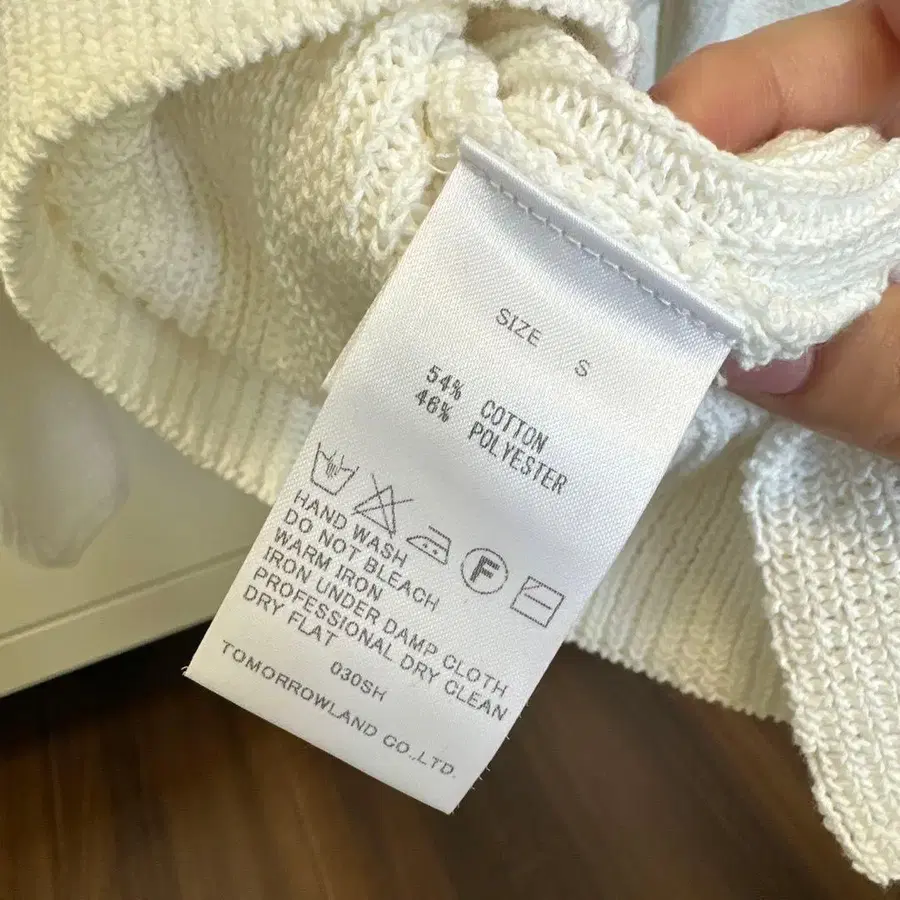 SIZE S
54% COTTON
46% POLYESTER
F
HAND WASH
DO NOT BLEACH
WARM IRON
IRON UNDER DAMP CLOTH
PROFESSIONAL DRY CLEAN
DRY FLAT
030SH
TOMORROWLAND CO.,LTD.